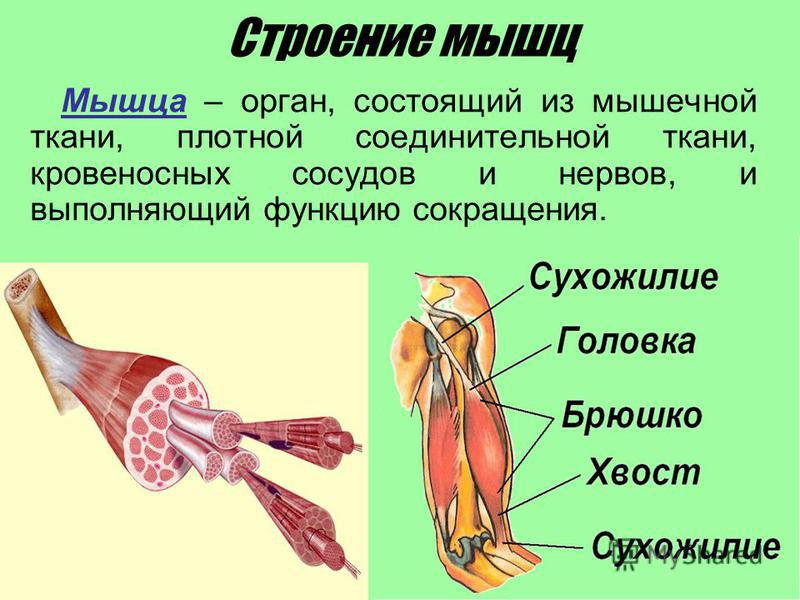 Строение мышц
Мышца – орган, состоящий из мышечной
ткани, плотной соединительной ткани,
кровеносных сосудов и нервов, и
выполняющий функцию сокращения.
Сухожилие
Головка
Брюшко
Хвост
Сухожилие
MyShared